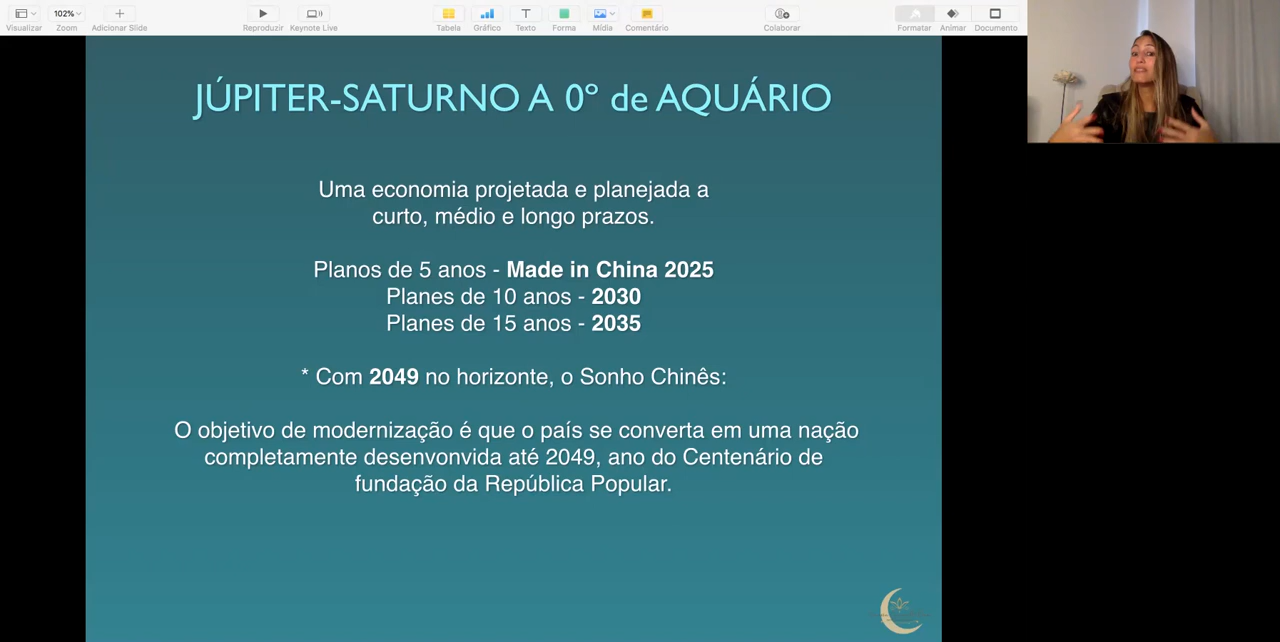 102%
Visualizar Zoom Adicionar Slide Reproduzir Keynote Live Tabela Gráfico Texto Forma Mídia Comentário Colaborar Formatar Animar Documento
JÚPITER-SATURNO A 0º de AQUÁRIO
Uma economia projetada e planejada a
curto, médio e longo prazos.
Planos de 5 anos - Made in China 2025
Planes de 10 anos - 2030
Planes de 15 anos - 2035
* Com 2049 no horizonte, o Sonho Chinês:
O objetivo de modernização é que o país se converta em uma nação
completamente desenvonvida até 2049, ano do Centenário de
fundação da República Popular.